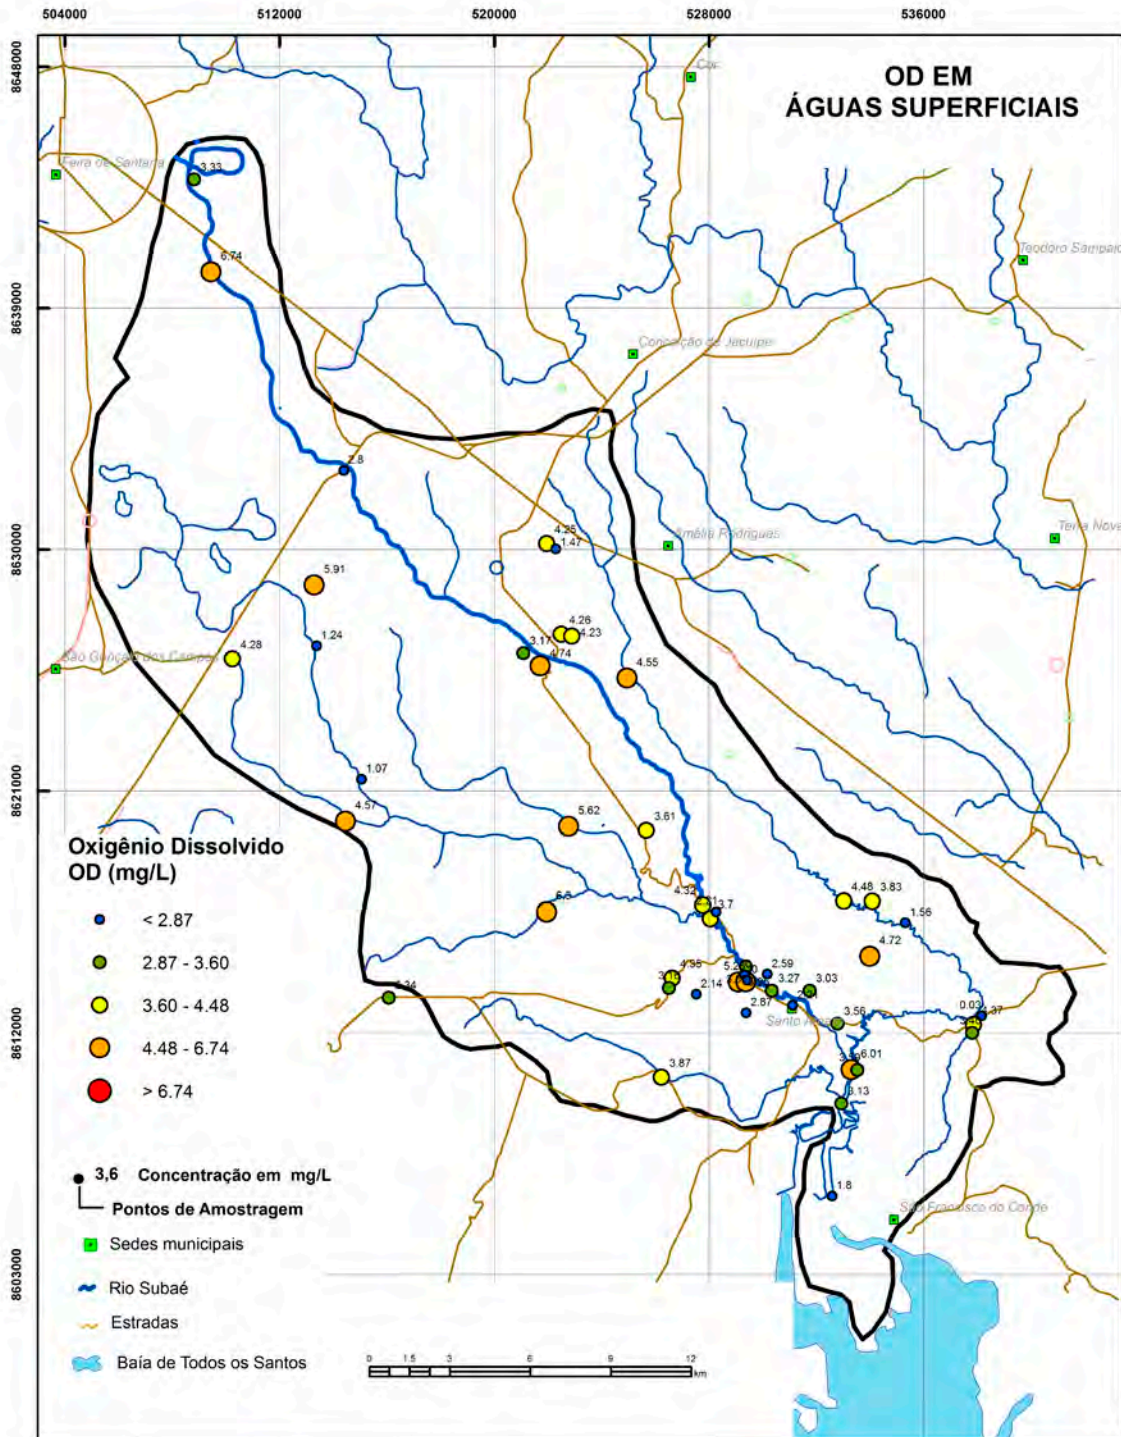 504000
512000
520000
528000
536000
8648000
8639000
8630000
8621000
8612000
8603000
OD EM
ÁGUAS SUPERFICIAIS
Feira de Santana
3.33
6.74
Teodoro Sampaio
Conceição do Jacuípe
2.8
4.25
1.47
Amélia Rodrigues
Terra Nova
5.91
1.24
4.28
São Gonçalo dos Campos
4.26
4.23
3.17
4.74
4.55
1.07
4.57
5.62
3.61
4.32
3.7
4.48
3.83
1.56
4.72
2.59
3.27
3.03
2.14
2.87
3.56
0.03
3.87
6.01
3.13
1.8
São Francisco do Conde
Oxigênio Dissolvido
OD (mg/L)
< 2.87
2.87 - 3.60
3.60 - 4.48
4.48 - 6.74
> 6.74
3,6 Concentração em mg/L
Pontos de Amostragem
Sedes municipais
Rio Subaé
Estradas
Baía de Todos os Santos
0 1.5 3 6 9 12
km